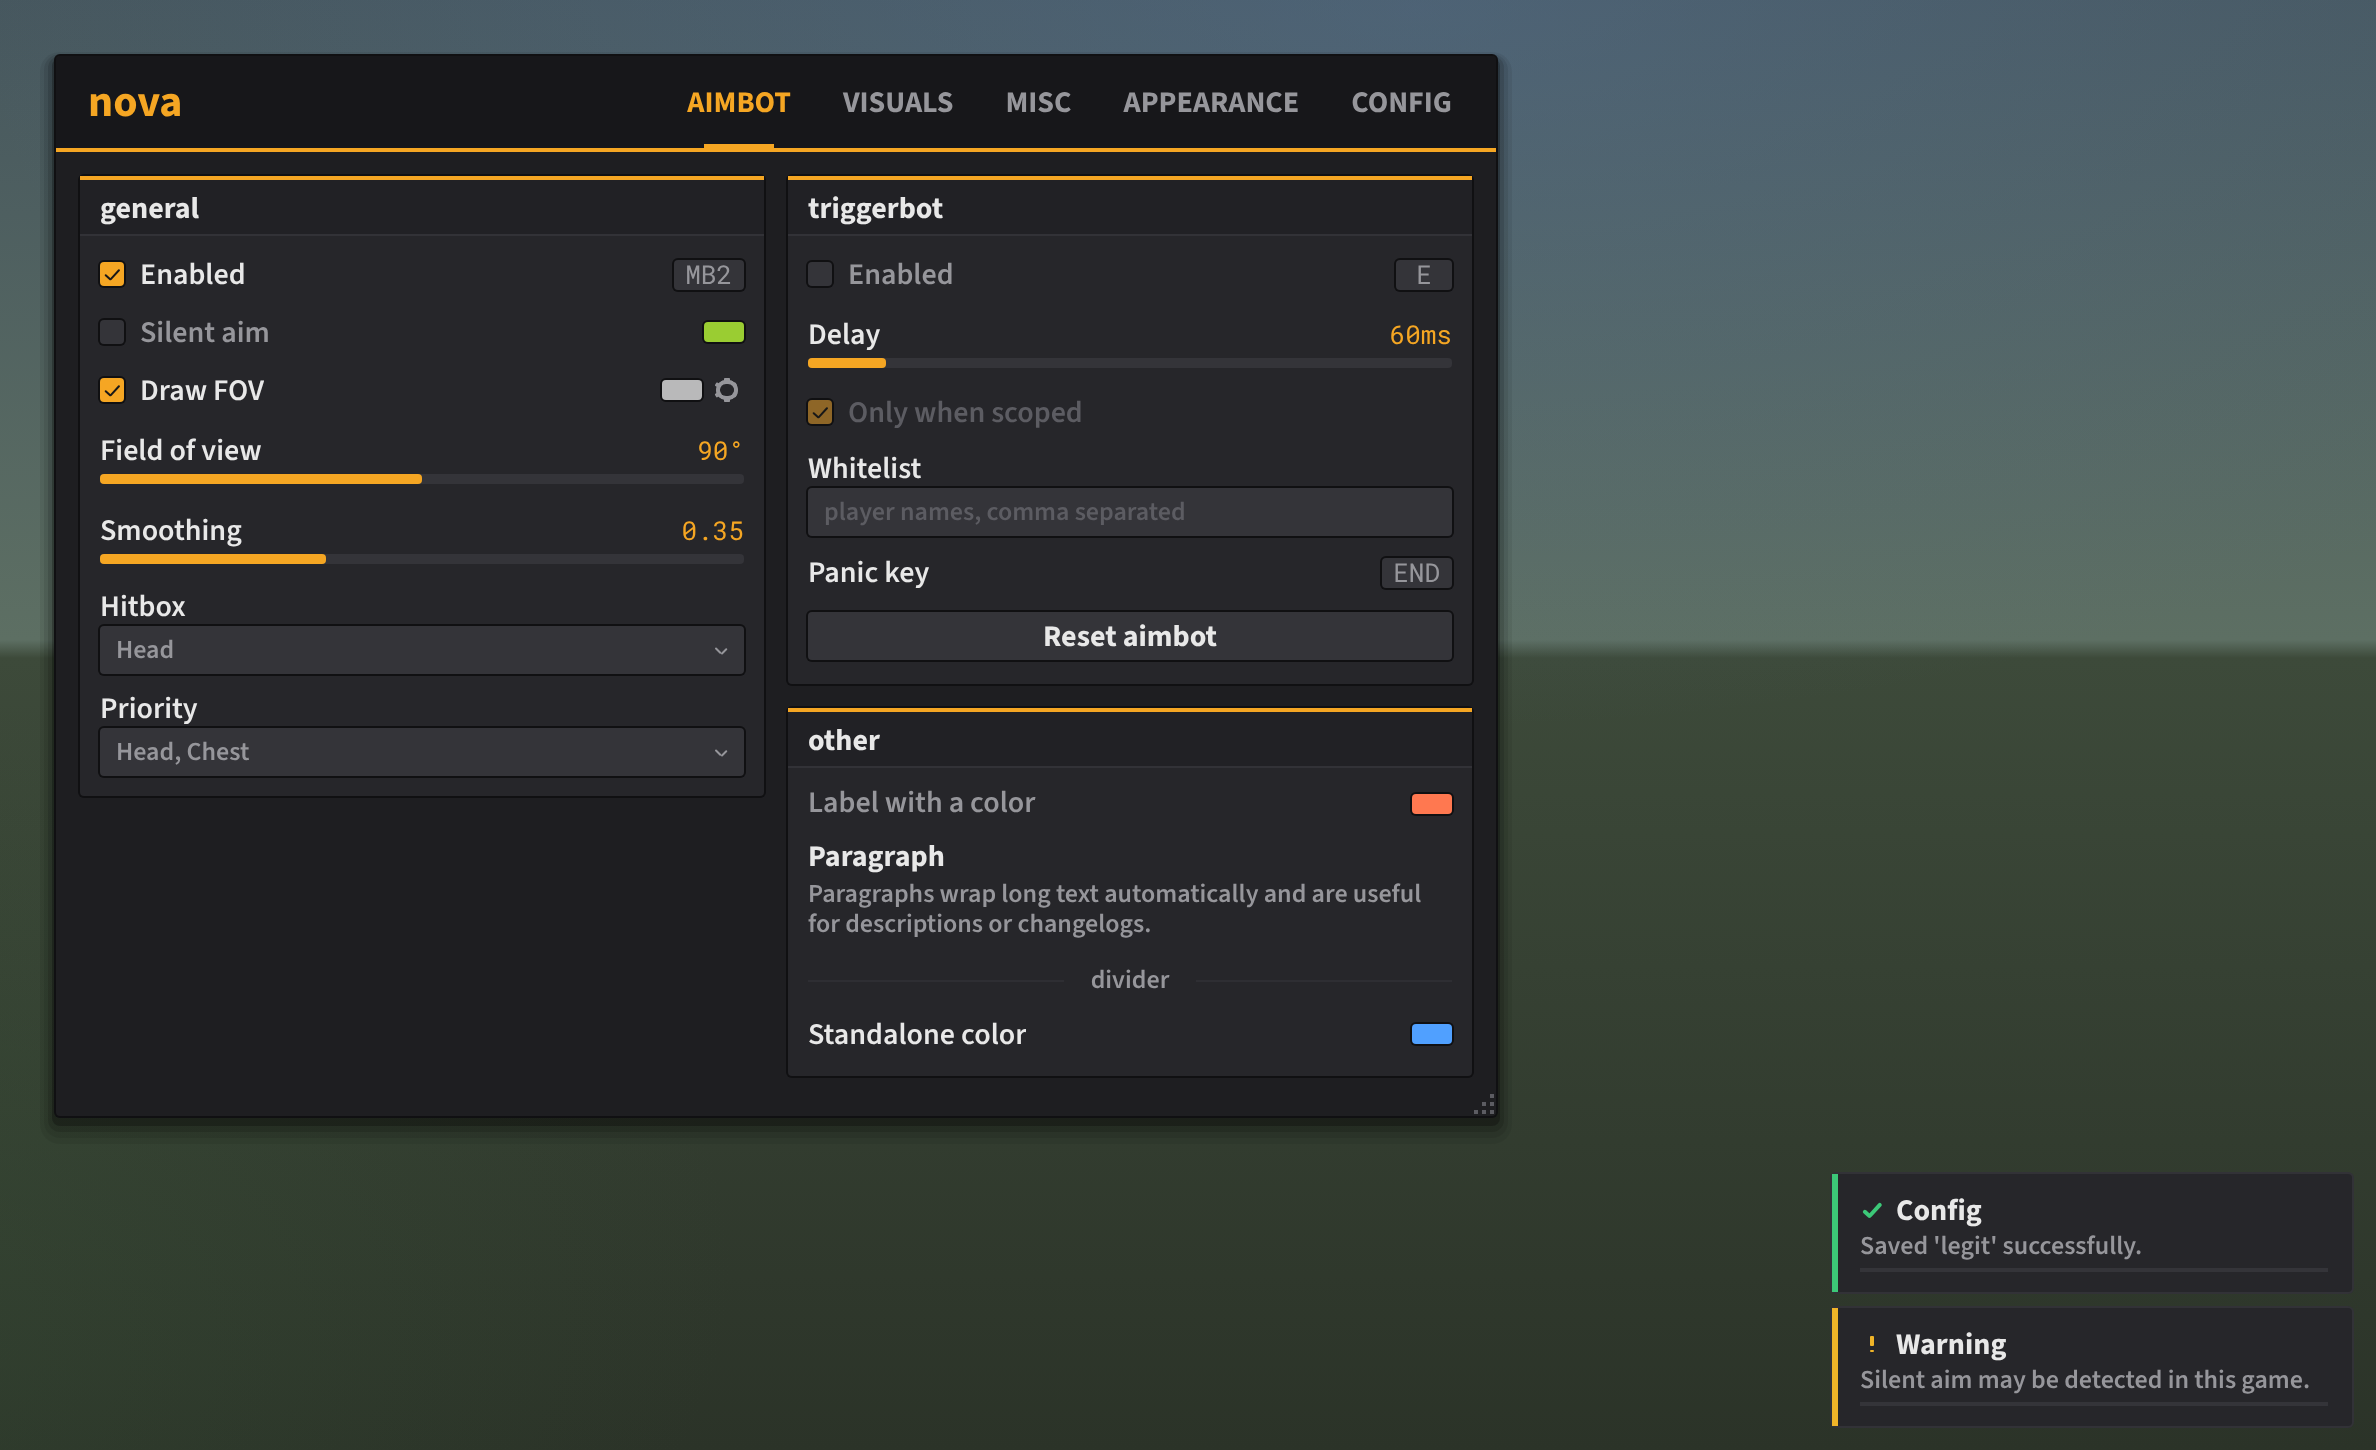 nova
AIMBOT VISUALS MISC APPEARANCE CONFIG
general
Enabled MB2
Silent aim
Draw FOV
Field of view 90°
Smoothing 0.35
Hitbox
Head
Priority
Head, Chest
triggerbot
Enabled E
Delay 60ms
Only when scoped
Whitelist
player names, comma separated
Panic key END
Reset aimbot
other
Label with a color
Paragraph
Paragraphs wrap long text automatically and are useful
for descriptions or changelogs.
divider
Standalone color
Config
Saved 'legit' successfully.
! Warning
Silent aim may be detected in this game.